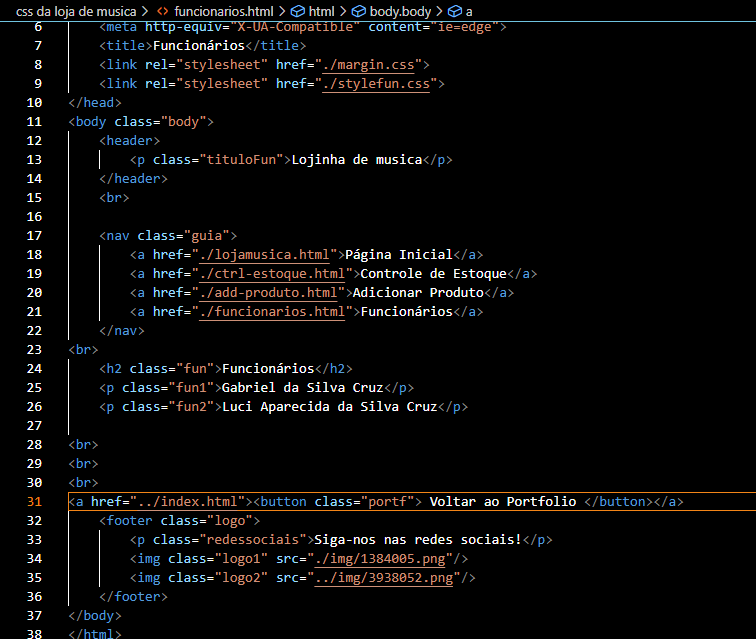 css da loja de musica > <> funcionarios.html > html > body.body > a
6 <meta http-equiv="X-UA-Compatible" content="ie=edge">
7 <title>Funcionários</title>
8 <link rel="stylesheet" href="./margin.css">
9 <link rel="stylesheet" href="./stylefun.css">
10 </head>
11 <body class="body">
12 <header>
13 <p class="tituloFun">Lojinha de musica</p>
14 </header>
15 <br>
16
17 <nav class="guia">
18 <a href="./lojamusica.html">Página Inicial</a>
19 <a href="./ctrl-estoque.html">Controle de Estoque</a>
20 <a href="./add-produto.html">Adicionar Produto</a>
21 <a href="./funcionarios.html">Funcionários</a>
22 </nav>
23 <br>
24 <h2 class="fun">Funcionários</h2>
25 <p class="fun1">Gabriel da Silva Cruz</p>
26 <p class="fun2">Luci Aparecida da Silva Cruz</p>
27
28 <br>
29 <br>
30 <br>
31 <a href="../index.html"><button class="portf"> Voltar ao Portfolio </button></a>
32 <footer class="logo">
33 <p class="redessociais">Siga-nos nas redes sociais!</p>
34 <img class="logo1" src="./img/1384005.png"/>
35 <img class="logo2" src="../img/3938052.png"/>
36 </footer>
37 </body>
38 </html>